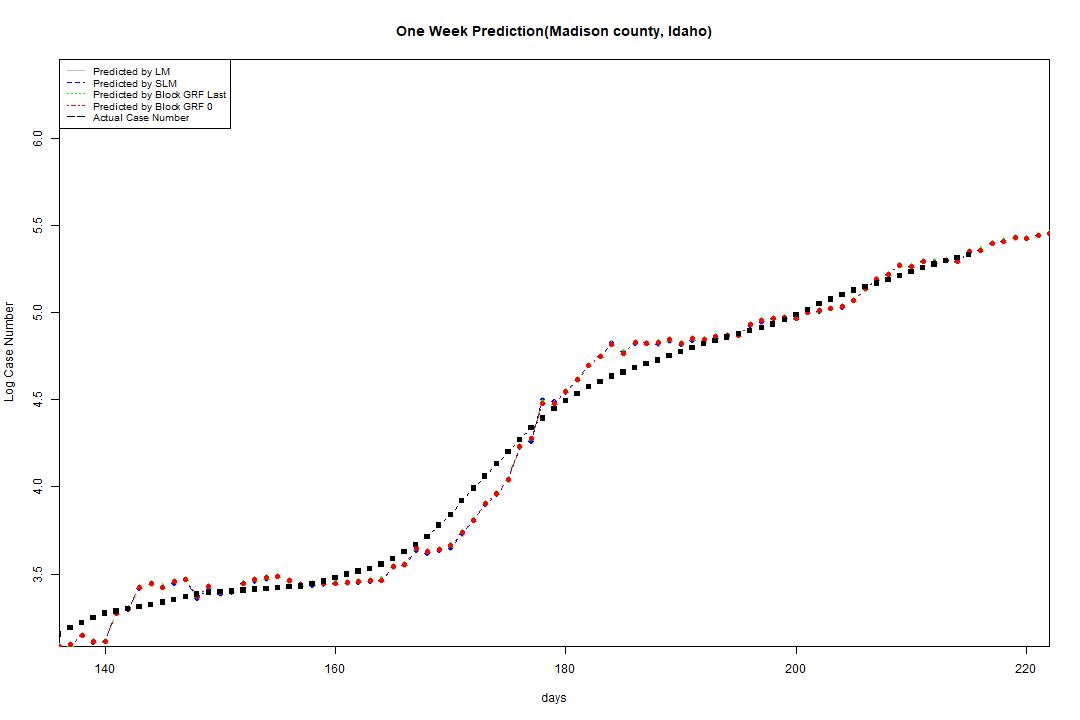 One Week Prediction(Madison county, Idaho)
Predicted by LM
Predicted by SLM
Predicted by Block GRF Last
Predicted by Block GRF 0
Actual Case Number
6.0
5.5
5.0
4.5
4.0
3.5
Log Case Number
140 160 180 200 220
days